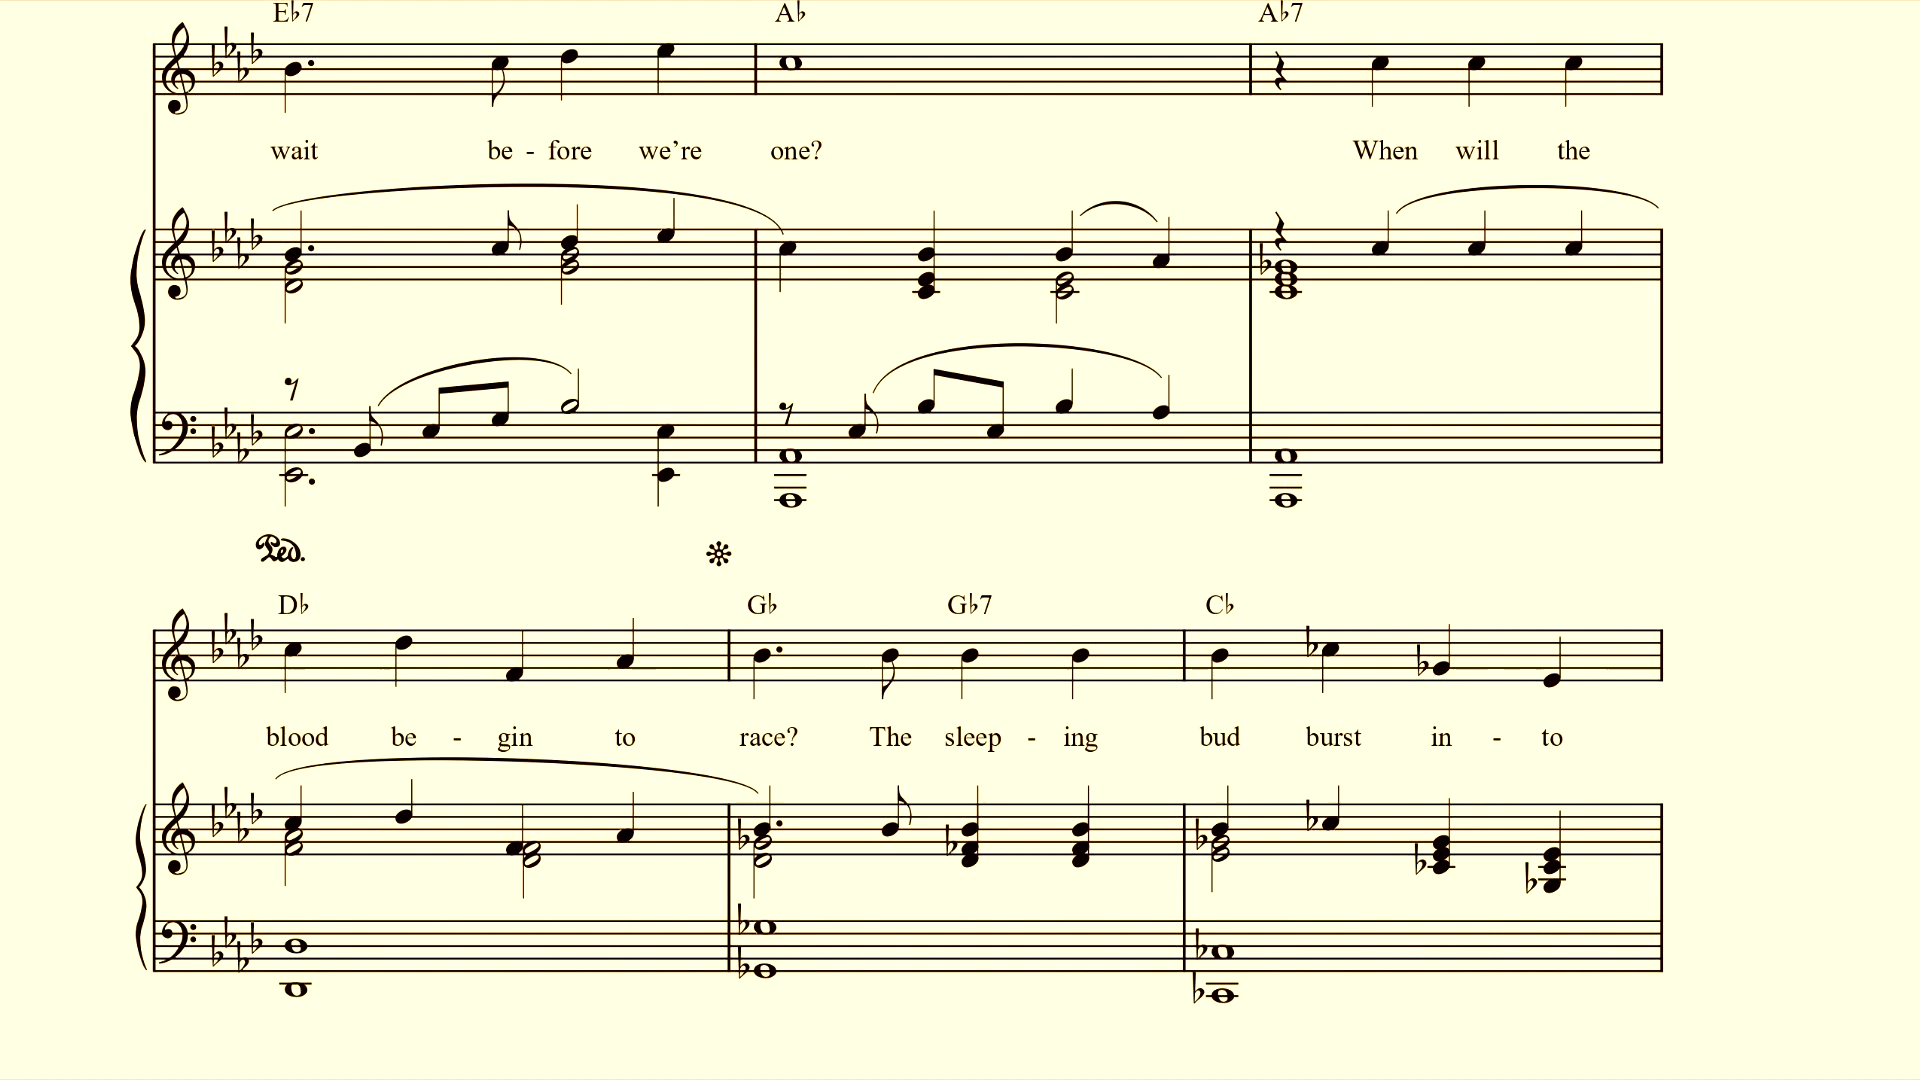 E♭7 A♭ A♭7
wait be - fore we’re one? When will the
Ped.
D♭ G♭ G♭7 C♭
blood be - gin to race? The sleep - ing bud burst in - to